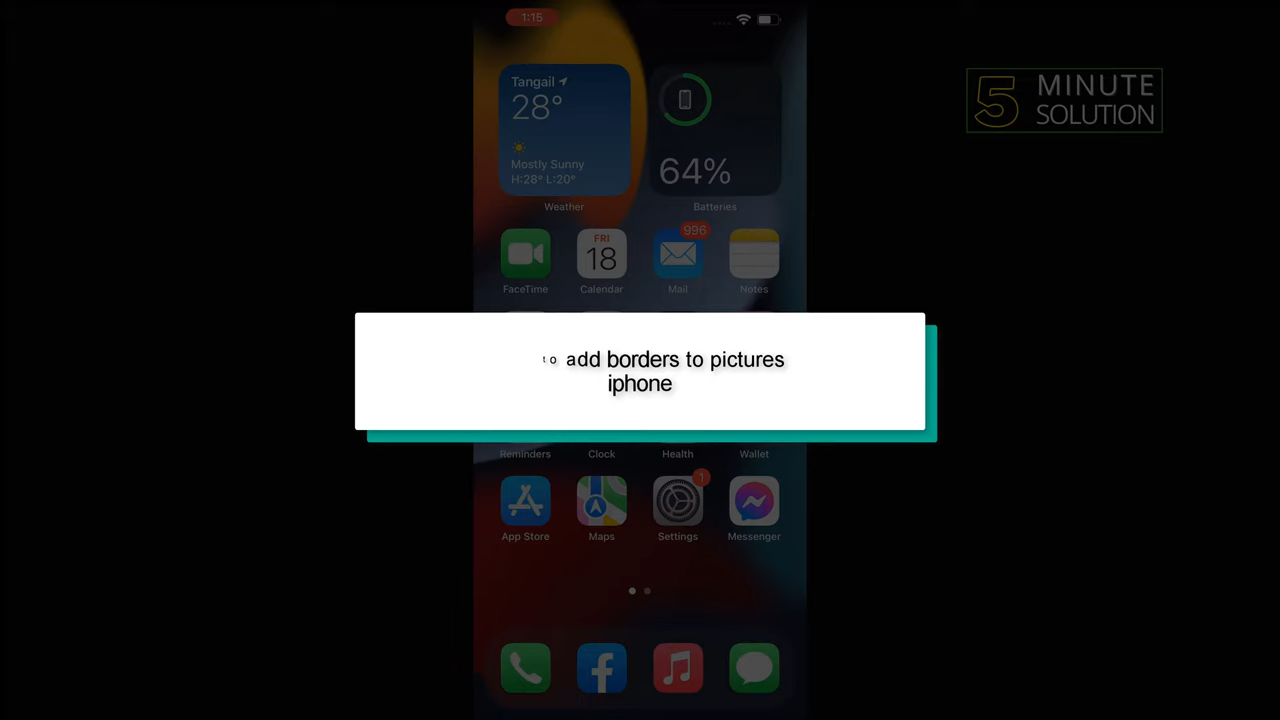 1:15
5 MINUTE
SOLUTION
Tangail
28°
Mostly Sunny
H:28° L:20°
64%
Weather
Batteries
996
FRI
18
FaceTime
Calendar
Mail
Notes
to add borders to pictures
iphone
Reminders
Clock
Health
Wallet
1
App Store
Maps
Settings
Messenger